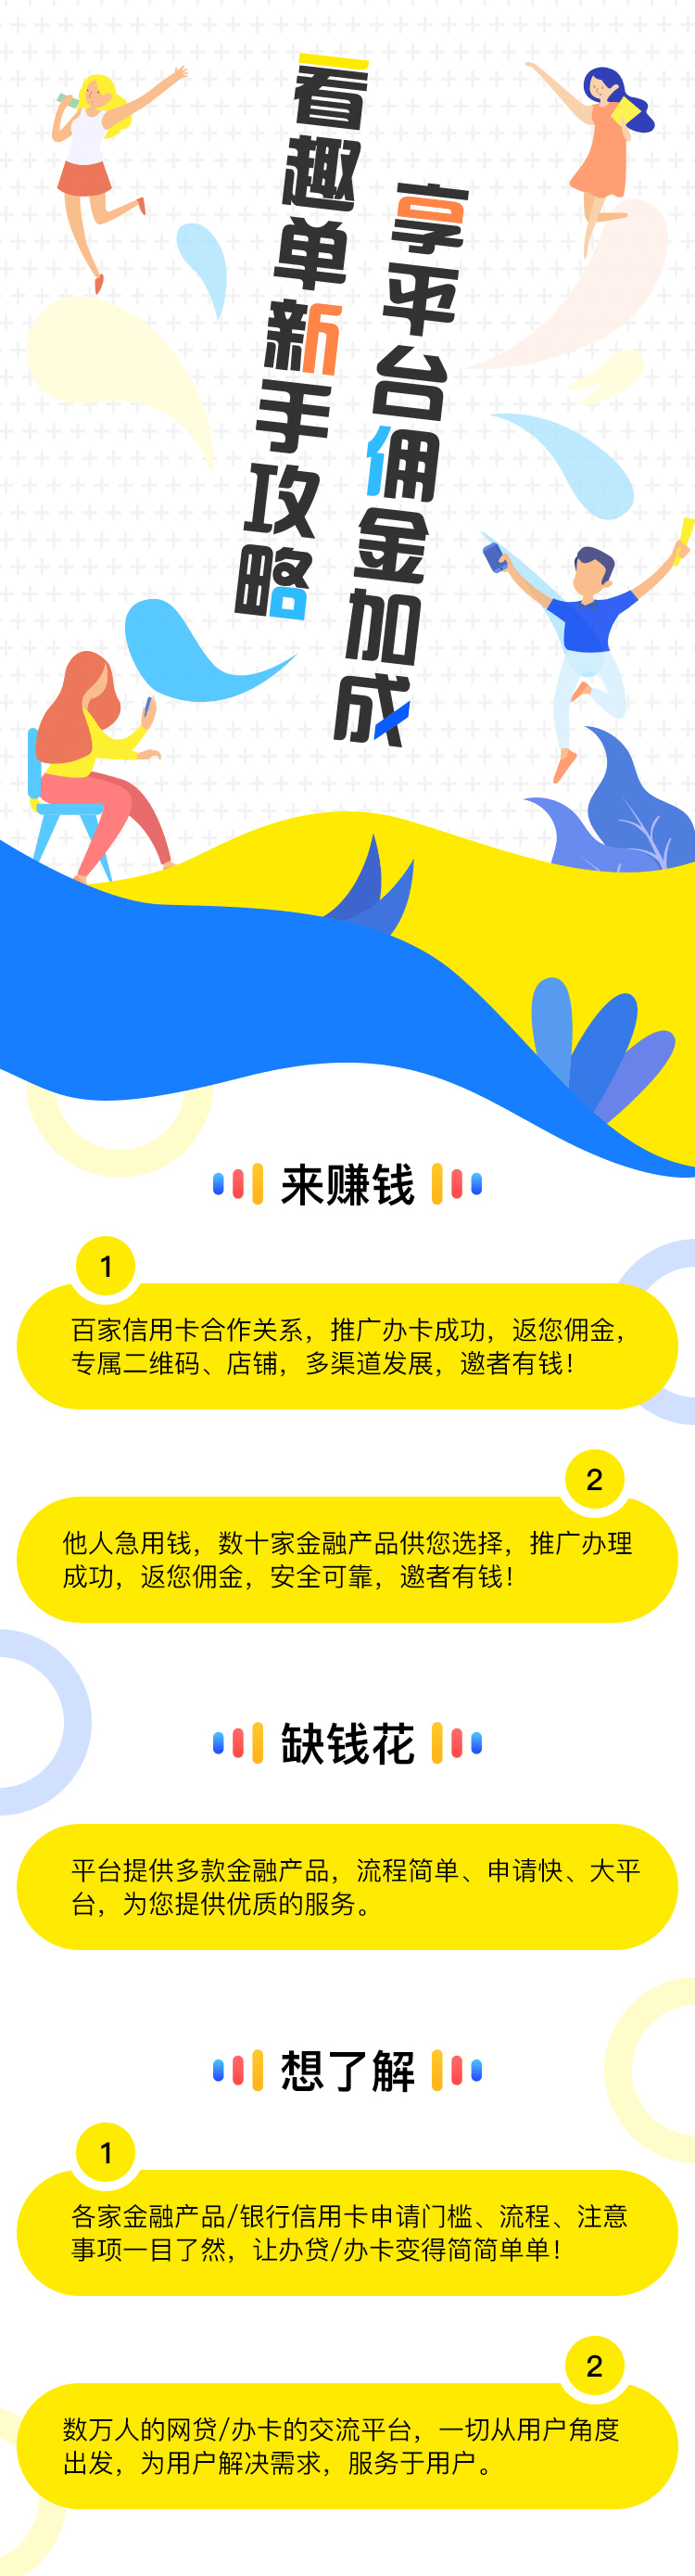 看趣单新手攻略
享平台佣金加成
来赚钱
1
百家信用卡合作关系，推广办卡成功，返您佣金，
专属二维码、店铺，多渠道发展，邀者有钱！
2
他人急用钱，数十家金融产品供您选择，推广办理
成功，返您佣金，安全可靠，邀者有钱！
缺钱花
平台提供多款金融产品，流程简单、申请快、大平
台，为您提供优质的服务。
想了解
1
各家金融产品/银行信用卡申请门槛、流程、注意
事项一目了然，让办贷/办卡变得简简单单！
2
数万人的网贷/办卡的交流平台，一切从用户角度
出发，为用户解决需求，服务于用户。